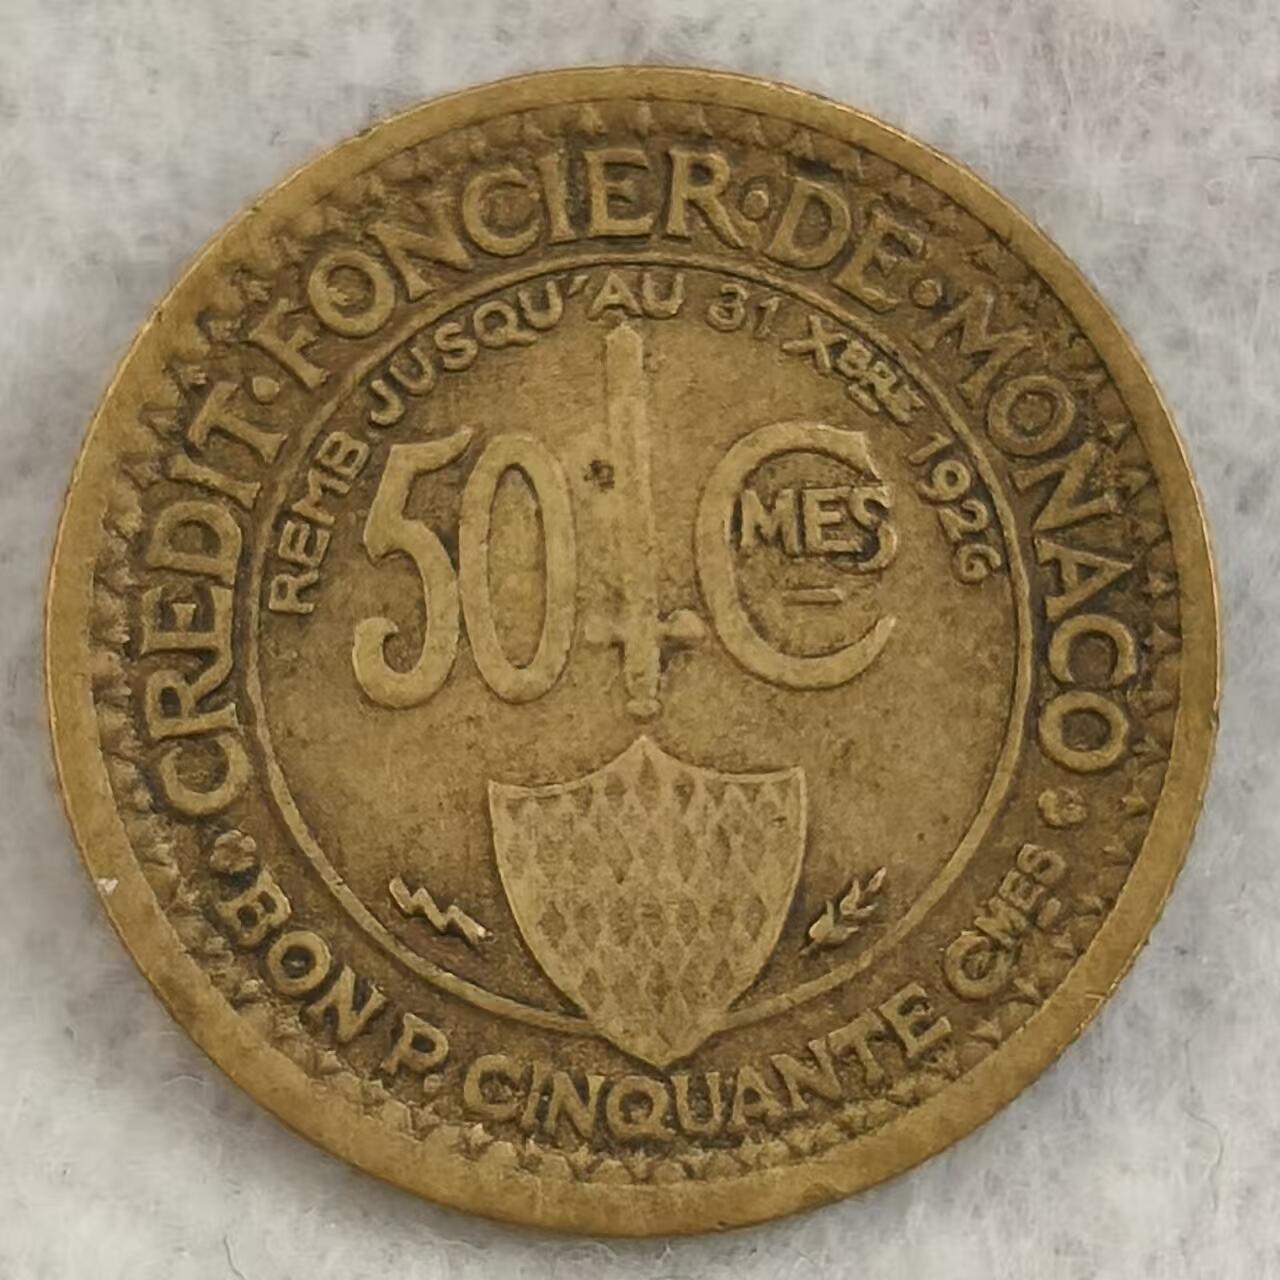 CREDIT·FONCIER·DE·MONACO
REMB JUSQU'AU 31 XBRE 1926
50 CMES
BON P. CINQUANTE CMES